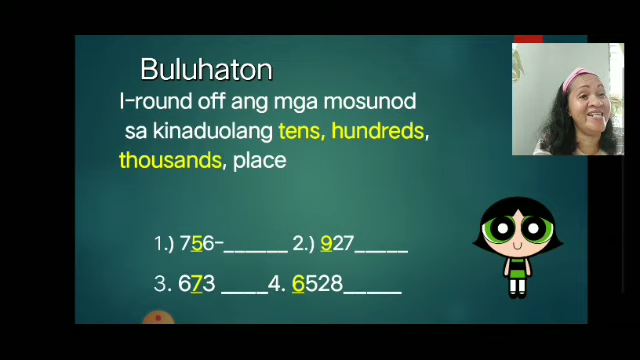 Buluhaton
I-round off ang mga mosunod
sa kinaduolang tens, hundreds,
thousands, place
1.) 756-______ 2.) 927_____
3. 673 ____4. 6528_____